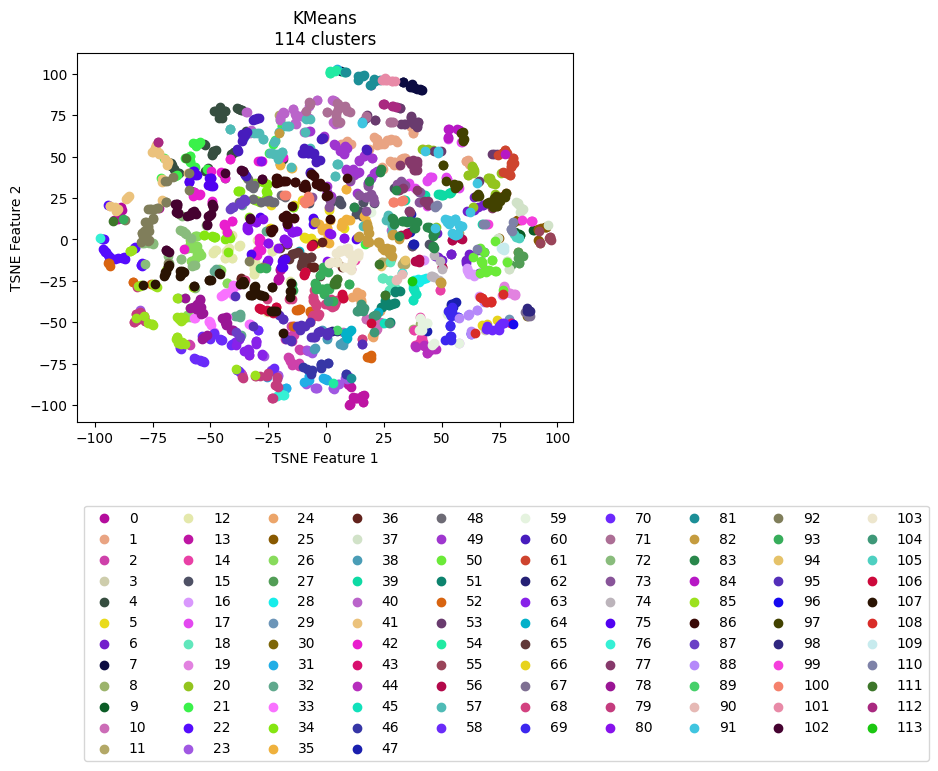 KMeans
114 clusters
100
75
50
25
0
−25
−50
−75
−100
TSNE Feature 2
−100 −75 −50 −25 0 25 50 75 100
TSNE Feature 1
0 12 24 36 48 59 70 81 92 103
1 13 25 37 49 60 71 82 93 104
2 14 26 38 50 61 72 83 94 105
3 15 27 39 51 62 73 84 95 106
4 16 28 40 52 63 74 85 96 107
5 17 29 41 53 64 75 86 97 108
6 18 30 42 54 65 76 87 98 109
7 19 31 43 55 66 77 88 99 110
8 20 32 44 56 67 78 89 100 111
9 21 33 45 57 68 79 90 101 112
10 22 34 46 58 69 80 91 102 113
11 23 35 47